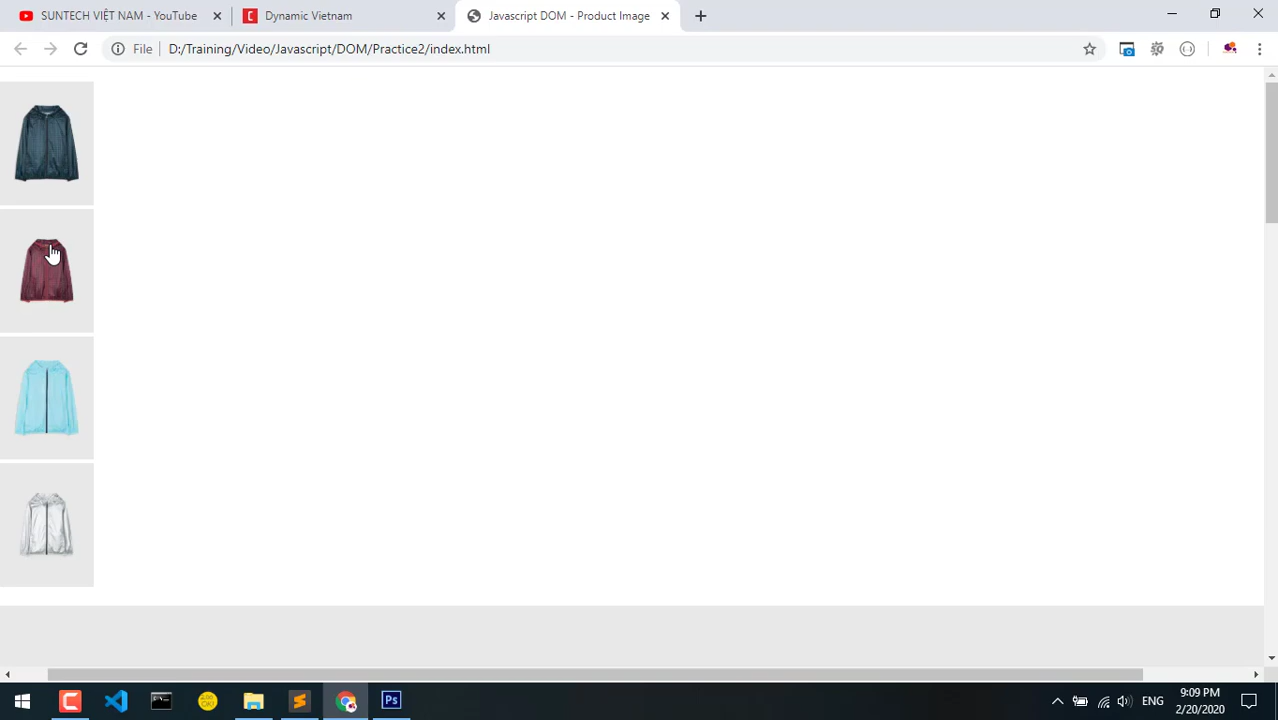 SUNTECH VIỆT NAM - YouTube
Dynamic Vietnam
Javascript DOM - Product Image
File
D:/Training/Video/Javascript/DOM/Practice2/index.html
ENG
9:09 PM
2/20/2020
Ps